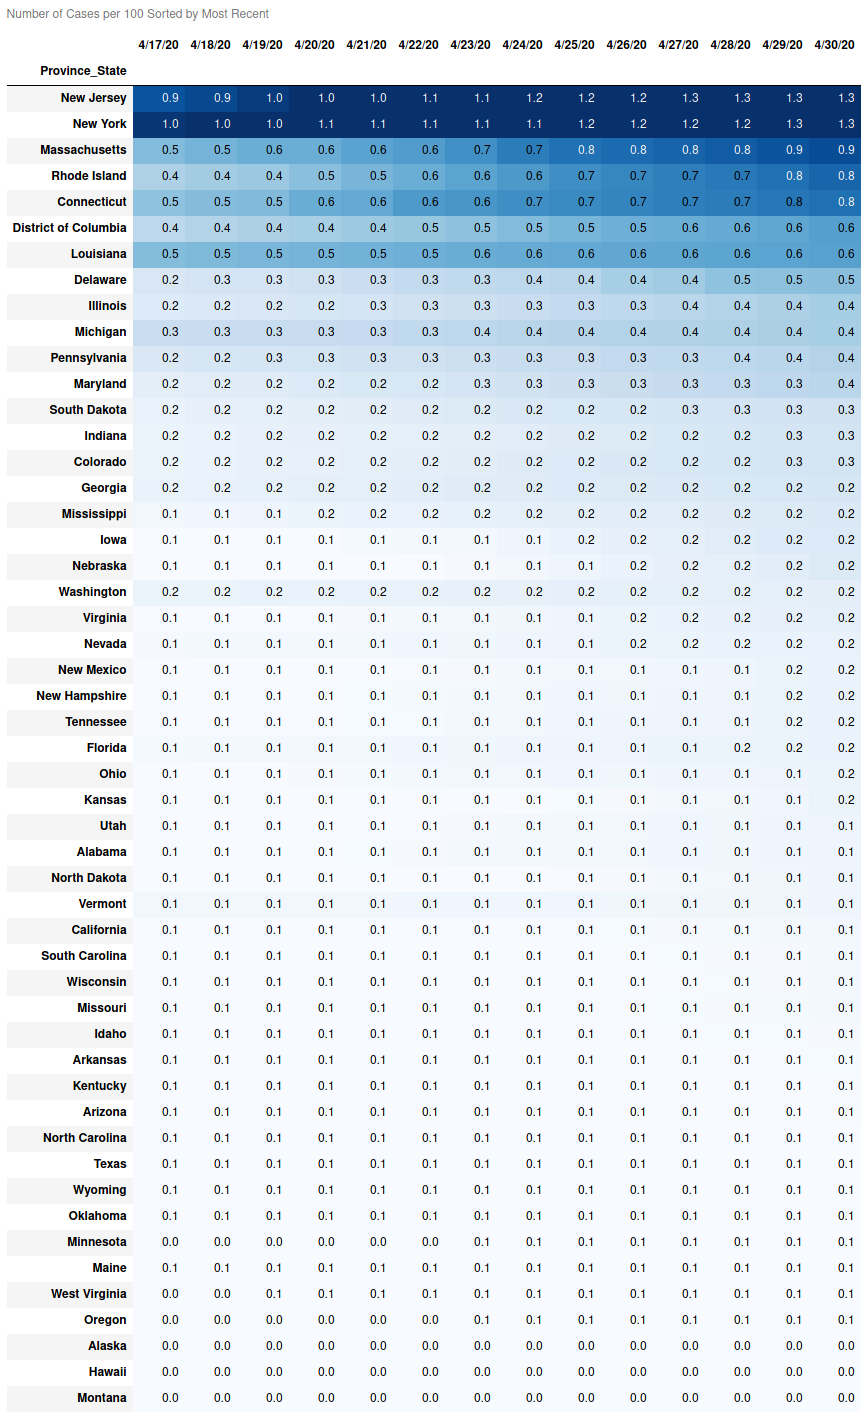 Number of Cases per 100 Sorted by Most Recent
4/17/20 4/18/20 4/19/20 4/20/20 4/21/20 4/22/20 4/23/20 4/24/20 4/25/20 4/26/20 4/27/20 4/28/20 4/29/20 4/30/20
Province_State
New Jersey 0.9 0.9 1.0 1.0 1.0 1.1 1.1 1.2 1.2 1.2 1.3 1.3 1.3 1.3
New York 1.0 1.0 1.0 1.1 1.1 1.1 1.1 1.1 1.2 1.2 1.2 1.2 1.3 1.3
Massachusetts 0.5 0.5 0.6 0.6 0.6 0.6 0.7 0.7 0.8 0.8 0.8 0.8 0.9 0.9
Rhode Island 0.4 0.4 0.4 0.5 0.5 0.6 0.6 0.6 0.7 0.7 0.7 0.7 0.8 0.8
Connecticut 0.5 0.5 0.5 0.6 0.6 0.6 0.6 0.7 0.7 0.7 0.7 0.7 0.8 0.8
District of Columbia 0.4 0.4 0.4 0.4 0.4 0.5 0.5 0.5 0.5 0.5 0.6 0.6 0.6 0.6
Louisiana 0.5 0.5 0.5 0.5 0.5 0.5 0.6 0.6 0.6 0.6 0.6 0.6 0.6 0.6
Delaware 0.2 0.3 0.3 0.3 0.3 0.3 0.3 0.4 0.4 0.4 0.4 0.5 0.5 0.5
Illinois 0.2 0.2 0.2 0.2 0.3 0.3 0.3 0.3 0.3 0.3 0.4 0.4 0.4 0.4
Michigan 0.3 0.3 0.3 0.3 0.3 0.3 0.4 0.4 0.4 0.4 0.4 0.4 0.4 0.4
Pennsylvania 0.2 0.2 0.3 0.3 0.3 0.3 0.3 0.3 0.3 0.3 0.3 0.4 0.4 0.4
Maryland 0.2 0.2 0.2 0.2 0.2 0.2 0.3 0.3 0.3 0.3 0.3 0.3 0.3 0.4
South Dakota 0.2 0.2 0.2 0.2 0.2 0.2 0.2 0.2 0.2 0.2 0.3 0.3 0.3 0.3
Indiana 0.2 0.2 0.2 0.2 0.2 0.2 0.2 0.2 0.2 0.2 0.2 0.2 0.3 0.3
Colorado 0.2 0.2 0.2 0.2 0.2 0.2 0.2 0.2 0.2 0.2 0.2 0.2 0.3 0.3
Georgia 0.2 0.2 0.2 0.2 0.2 0.2 0.2 0.2 0.2 0.2 0.2 0.2 0.2 0.2
Mississippi 0.1 0.1 0.1 0.2 0.2 0.2 0.2 0.2 0.2 0.2 0.2 0.2 0.2 0.2
Iowa 0.1 0.1 0.1 0.1 0.1 0.1 0.1 0.1 0.2 0.2 0.2 0.2 0.2 0.2
Nebraska 0.1 0.1 0.1 0.1 0.1 0.1 0.1 0.1 0.1 0.2 0.2 0.2 0.2 0.2
Washington 0.2 0.2 0.2 0.2 0.2 0.2 0.2 0.2 0.2 0.2 0.2 0.2 0.2 0.2
Virginia 0.1 0.1 0.1 0.1 0.1 0.1 0.1 0.1 0.1 0.2 0.2 0.2 0.2 0.2
Nevada 0.1 0.1 0.1 0.1 0.1 0.1 0.1 0.1 0.1 0.2 0.2 0.2 0.2 0.2
New Mexico 0.1 0.1 0.1 0.1 0.1 0.1 0.1 0.1 0.1 0.1 0.1 0.1 0.2 0.2
New Hampshire 0.1 0.1 0.1 0.1 0.1 0.1 0.1 0.1 0.1 0.1 0.1 0.1 0.2 0.2
Tennessee 0.1 0.1 0.1 0.1 0.1 0.1 0.1 0.1 0.1 0.1 0.1 0.1 0.2 0.2
Florida 0.1 0.1 0.1 0.1 0.1 0.1 0.1 0.1 0.1 0.1 0.1 0.2 0.2 0.2
Ohio 0.1 0.1 0.1 0.1 0.1 0.1 0.1 0.1 0.1 0.1 0.1 0.1 0.1 0.2
Kansas 0.1 0.1 0.1 0.1 0.1 0.1 0.1 0.1 0.1 0.1 0.1 0.1 0.1 0.2
Utah 0.1 0.1 0.1 0.1 0.1 0.1 0.1 0.1 0.1 0.1 0.1 0.1 0.1 0.1
Alabama 0.1 0.1 0.1 0.1 0.1 0.1 0.1 0.1 0.1 0.1 0.1 0.1 0.1 0.1
North Dakota 0.1 0.1 0.1 0.1 0.1 0.1 0.1 0.1 0.1 0.1 0.1 0.1 0.1 0.1
Vermont 0.1 0.1 0.1 0.1 0.1 0.1 0.1 0.1 0.1 0.1 0.1 0.1 0.1 0.1
California 0.1 0.1 0.1 0.1 0.1 0.1 0.1 0.1 0.1 0.1 0.1 0.1 0.1 0.1
South Carolina 0.1 0.1 0.1 0.1 0.1 0.1 0.1 0.1 0.1 0.1 0.1 0.1 0.1 0.1
Wisconsin 0.1 0.1 0.1 0.1 0.1 0.1 0.1 0.1 0.1 0.1 0.1 0.1 0.1 0.1
Missouri 0.1 0.1 0.1 0.1 0.1 0.1 0.1 0.1 0.1 0.1 0.1 0.1 0.1 0.1
Idaho 0.1 0.1 0.1 0.1 0.1 0.1 0.1 0.1 0.1 0.1 0.1 0.1 0.1 0.1
Arkansas 0.1 0.1 0.1 0.1 0.1 0.1 0.1 0.1 0.1 0.1 0.1 0.1 0.1 0.1
Kentucky 0.1 0.1 0.1 0.1 0.1 0.1 0.1 0.1 0.1 0.1 0.1 0.1 0.1 0.1
Arizona 0.1 0.1 0.1 0.1 0.1 0.1 0.1 0.1 0.1 0.1 0.1 0.1 0.1 0.1
North Carolina 0.1 0.1 0.1 0.1 0.1 0.1 0.1 0.1 0.1 0.1 0.1 0.1 0.1 0.1
Texas 0.1 0.1 0.1 0.1 0.1 0.1 0.1 0.1 0.1 0.1 0.1 0.1 0.1 0.1
Wyoming 0.1 0.1 0.1 0.1 0.1 0.1 0.1 0.1 0.1 0.1 0.1 0.1 0.1 0.1
Oklahoma 0.1 0.1 0.1 0.1 0.1 0.1 0.1 0.1 0.1 0.1 0.1 0.1 0.1 0.1
Minnesota 0.0 0.0 0.0 0.0 0.0 0.0 0.1 0.1 0.1 0.1 0.1 0.1 0.1 0.1
Maine 0.1 0.1 0.1 0.1 0.1 0.1 0.1 0.1 0.1 0.1 0.1 0.1 0.1 0.1
West Virginia 0.0 0.0 0.1 0.1 0.1 0.1 0.1 0.1 0.1 0.1 0.1 0.1 0.1 0.1
Oregon 0.0 0.0 0.0 0.0 0.0 0.0 0.1 0.1 0.1 0.1 0.1 0.1 0.1 0.1
Alaska 0.0 0.0 0.0 0.0 0.0 0.0 0.0 0.0 0.0 0.0 0.0 0.0 0.0 0.0
Hawaii 0.0 0.0 0.0 0.0 0.0 0.0 0.0 0.0 0.0 0.0 0.0 0.0 0.0 0.0
Montana 0.0 0.0 0.0 0.0 0.0 0.0 0.0 0.0 0.0 0.0 0.0 0.0 0.0 0.0